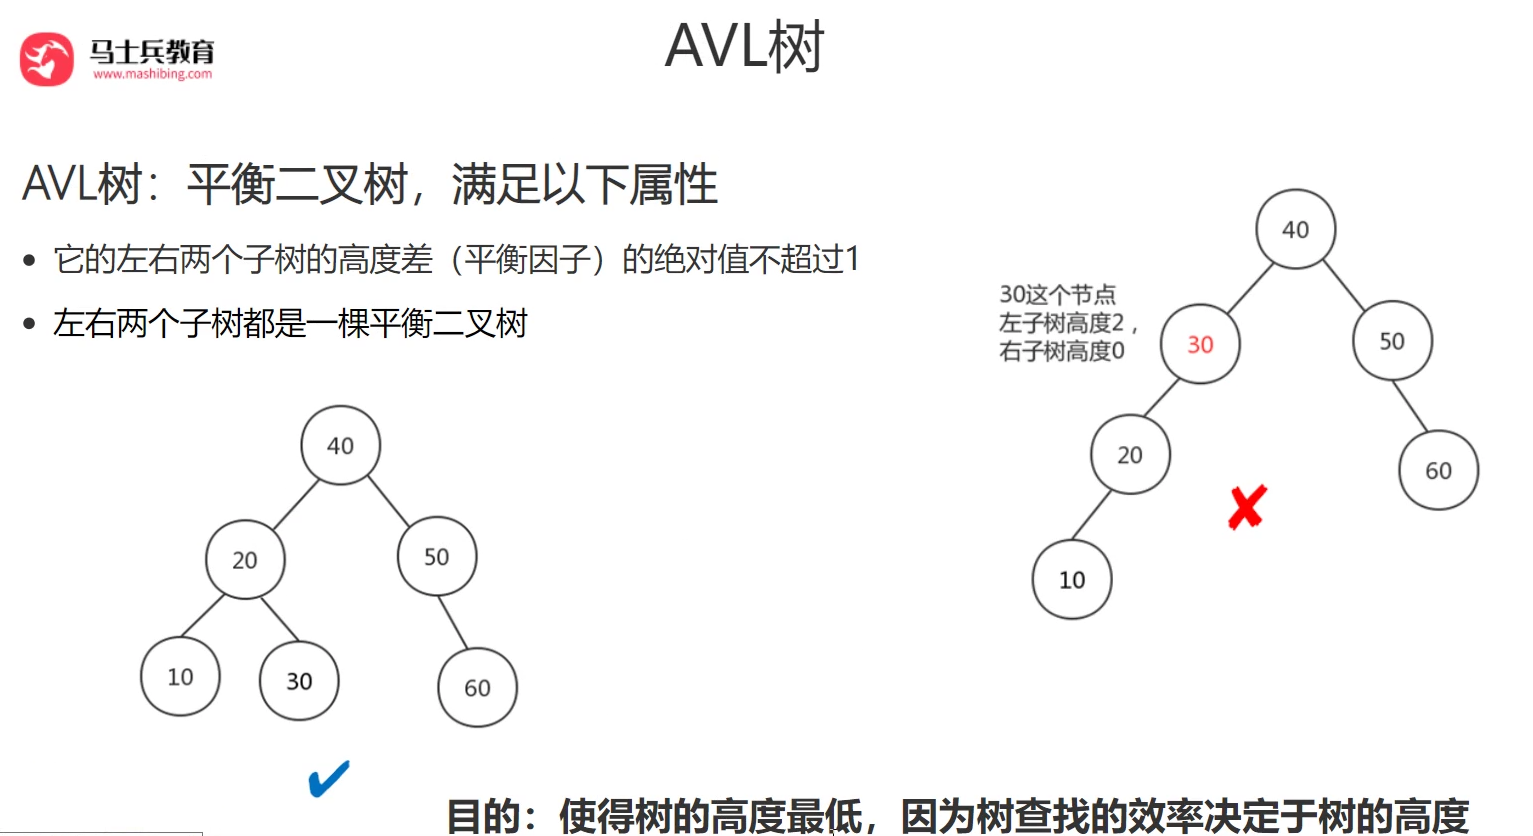 马士兵教育
www.mashibing.com
AVL树
AVL树：平衡二叉树，满足以下属性
它的左右两个子树的高度差（平衡因子）的绝对值不超过1
左右两个子树都是一棵平衡二叉树
40
20
50
10
30
60
30这个节点
左子树高度2，
右子树高度0
40
30
50
20
60
10
目的：使得树的高度最低，因为树查找的效率决定于树的高度